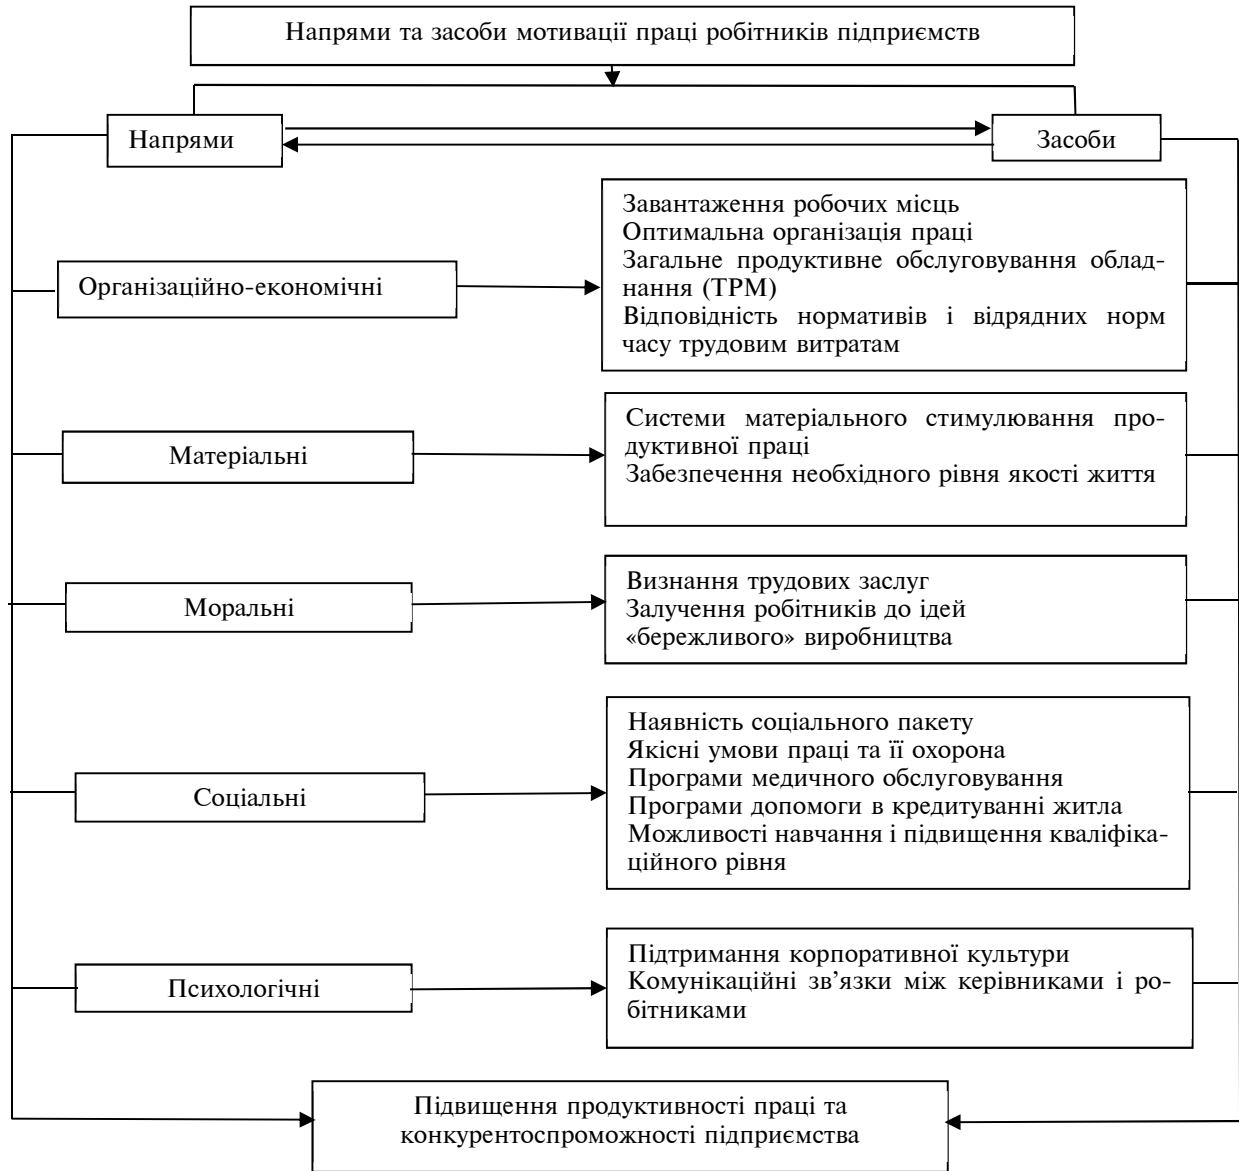 Напрями та засоби мотивації праці робітників підприємств
Напрями
Засоби
Організаційно-економічні
Завантаження робочих місць
Оптимальна організація праці
Загальне продуктивне обслуговування облад-
нання (ТРМ)
Відповідність нормативів і відрядних норм
часу трудовим витратам
Матеріальні
Системи матеріального стимулювання про-
дуктивної праці
Забезпечення необхідного рівня якості життя
Моральні
Визнання трудових заслуг
Залучення робітників до ідей
«бережливого» виробництва
Соціальні
Наявність соціального пакету
Якісні умови праці та її охорона
Програми медичного обслуговування
Програми допомоги в кредитуванні житла
Можливості навчання і підвищення кваліфіка-
ційного рівня
Психологічні
Підтримання корпоративної культури
Комунікаційні зв’язки між керівниками і ро-
бітниками
Підвищення продуктивності праці та
конкурентоспроможності підприємства